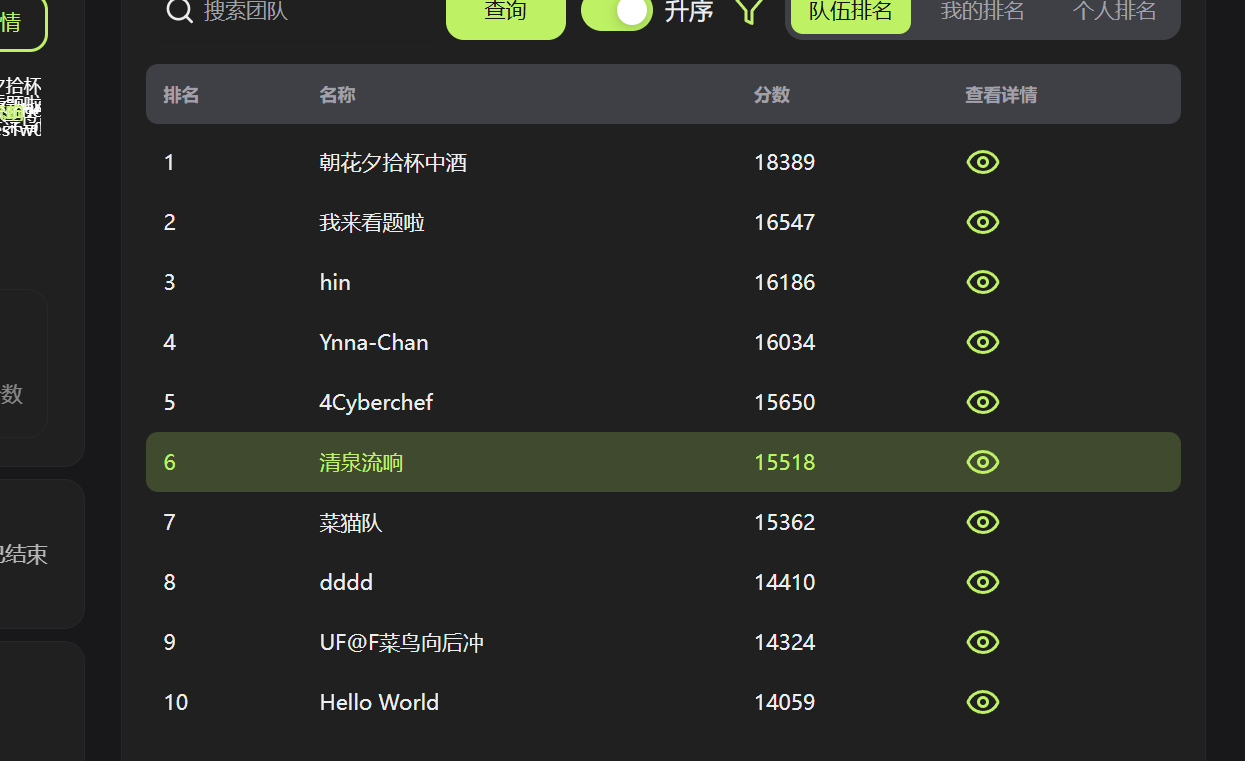 情
搜索团队
查询
升序
队伍排名
我的排名
个人排名
排名 名称 分数 查看详情
1 朝花夕拾杯中酒 18389
2 我来看题啦 16547
3 hin 16186
4 Ynna-Chan 16034
5 4Cyberchef 15650
6 清泉流响 15518
7 菜猫队 15362
8 dddd 14410
9 UF@F菜鸟向后冲 14324
10 Hello World 14059
夕拾杯
数
已结束